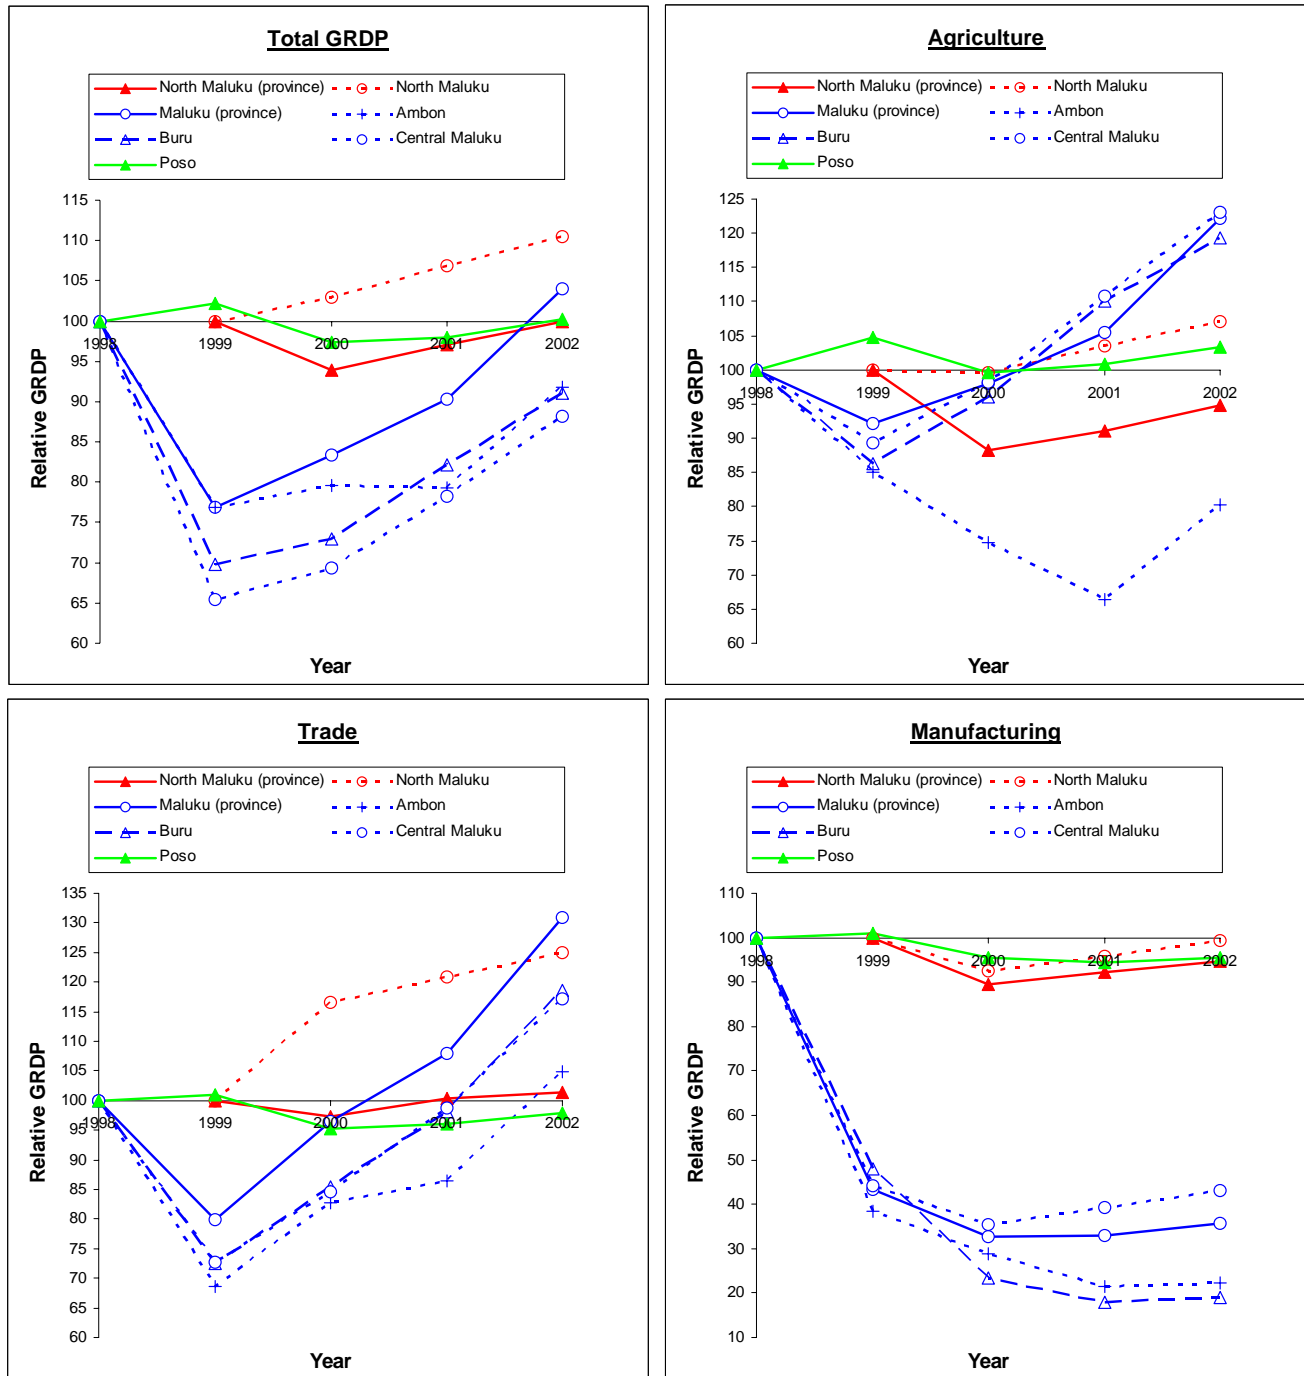 Total GRDP
North Maluku (province) North Maluku
Maluku (province) Ambon
Buru Central Maluku
Poso
115
110
105
100
95
90
85
80
75
70
65
60
1998 1999 2000 2001 2002
Relative GRDP
Year
Agriculture
North Maluku (province) North Maluku
Maluku (province) Ambon
Buru Central Maluku
Poso
125
120
115
110
105
100
95
90
85
80
75
70
65
60
1998 1999 2000 2001 2002
Relative GRDP
Year
Trade
North Maluku (province) North Maluku
Maluku (province) Ambon
Buru Central Maluku
Poso
135
130
125
120
115
110
105
100
95
90
85
80
75
70
65
60
1998 1999 2000 2001 2002
Relative GRDP
Year
Manufacturing
North Maluku (province) North Maluku
Maluku (province) Ambon
Buru Central Maluku
Poso
110
100
90
80
70
60
50
40
30
20
10
1998 1999 2000 2001 2002
Relative GRDP
Year